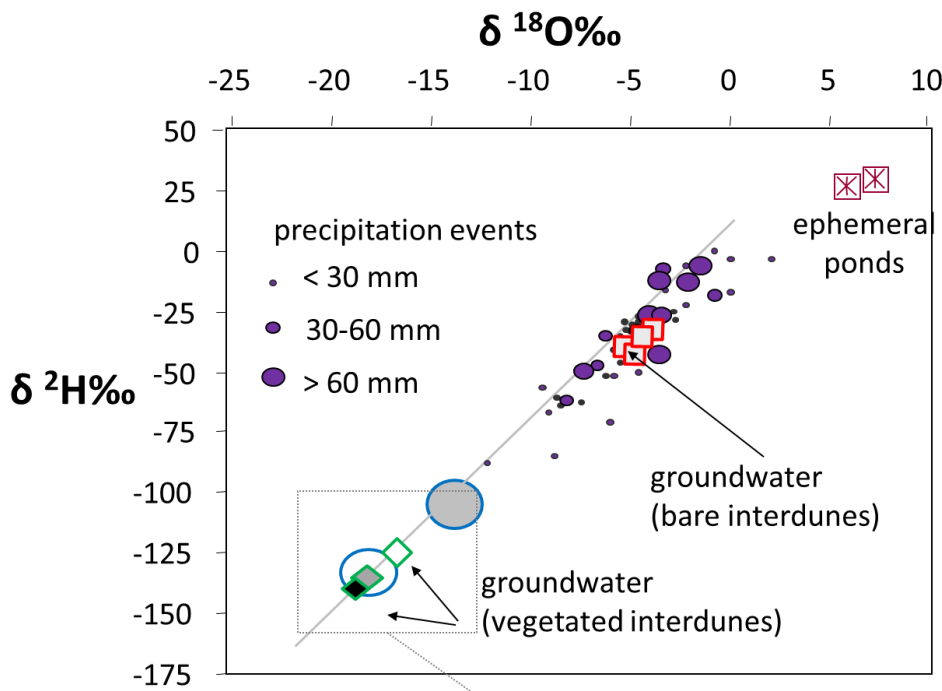 δ ¹⁸O‰
-25 -20 -15 -10 -5 0 5 10
50
25
0
-25
-50
-75
-100
-125
-150
-175
δ ²H‰
precipitation events
< 30 mm
30-60 mm
> 60 mm
ephemeral
ponds
groundwater
(bare interdunes)
groundwater
(vegetated interdunes)